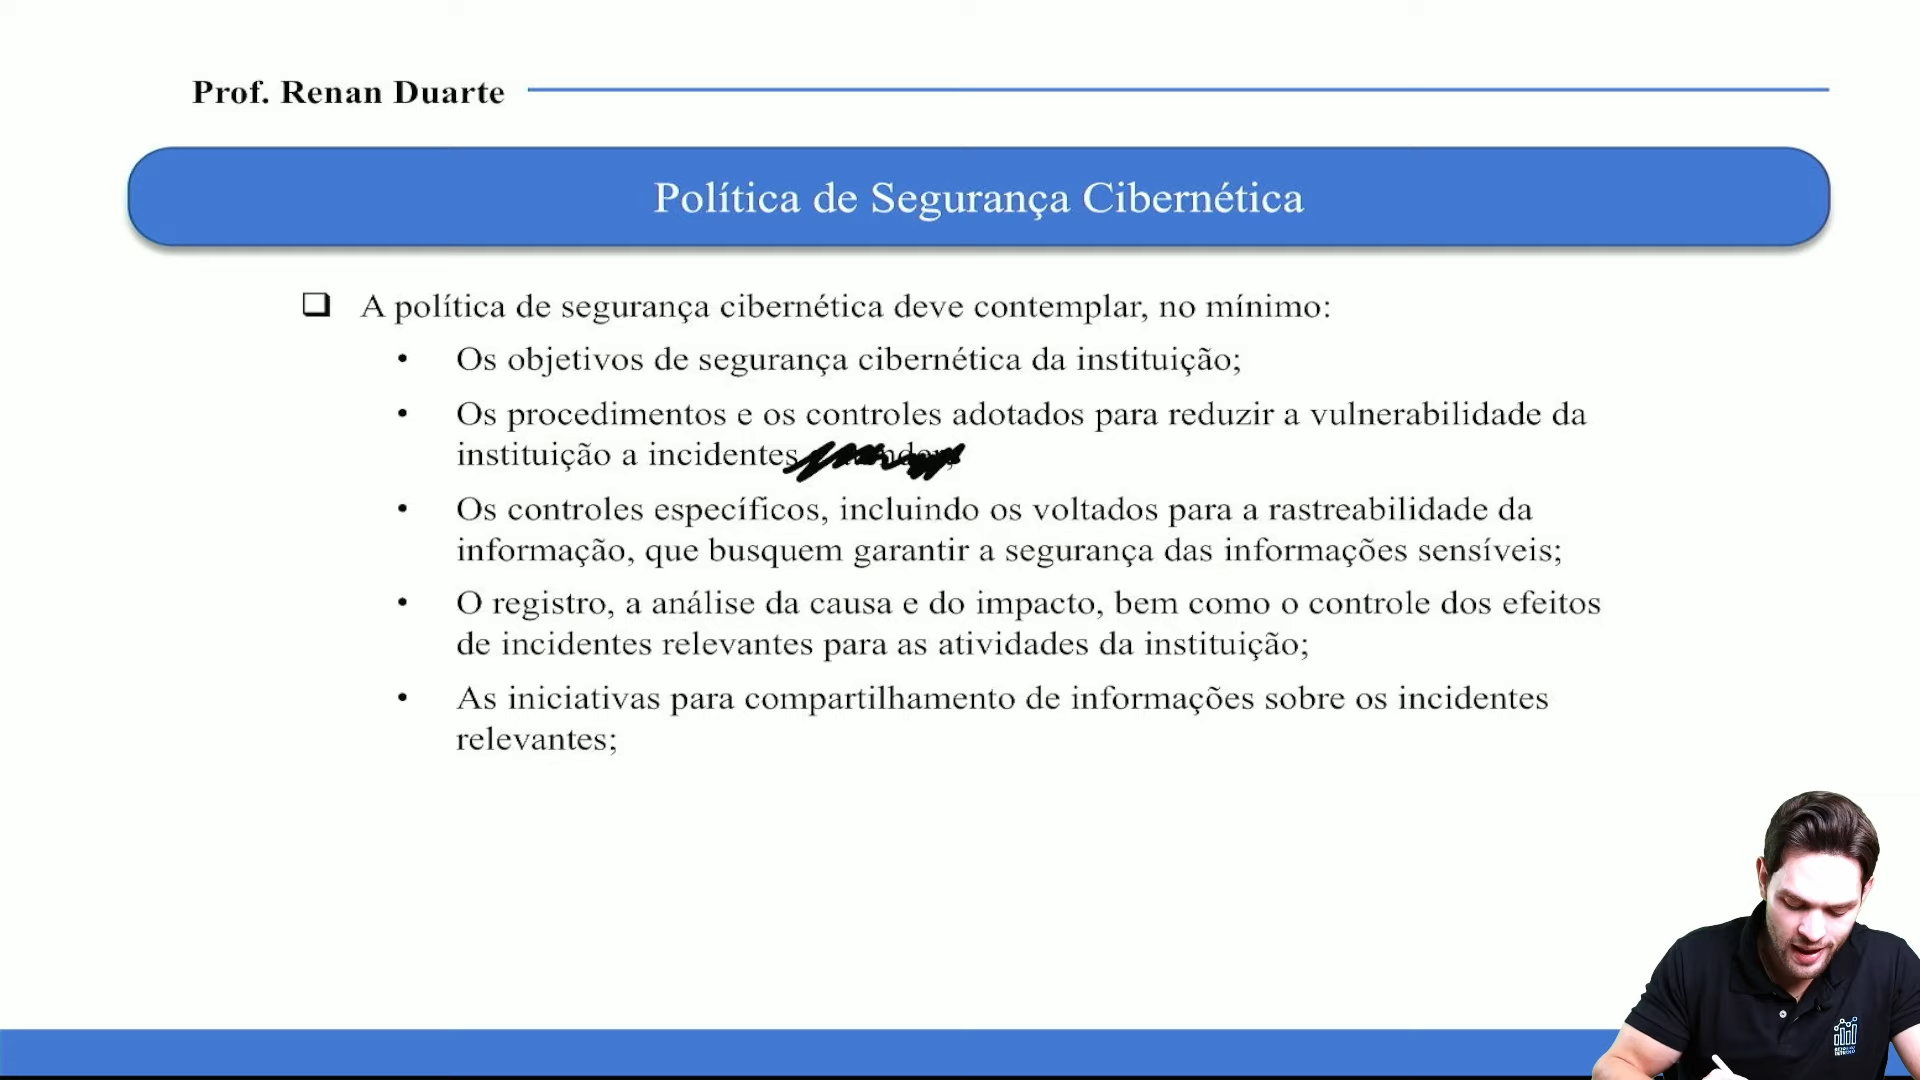 Prof. Renan Duarte
Política de Segurança Cibernética
❑ A política de segurança cibernética deve contemplar, no mínimo:
• Os objetivos de segurança cibernética da instituição;
• Os procedimentos e os controles adotados para reduzir a vulnerabilidade da
instituição a incidentes
• Os controles específicos, incluindo os voltados para a rastreabilidade da
informação, que busquem garantir a segurança das informações sensíveis;
• O registro, a análise da causa e do impacto, bem como o controle dos efeitos
de incidentes relevantes para as atividades da instituição;
• As iniciativas para compartilhamento de informações sobre os incidentes
relevantes;